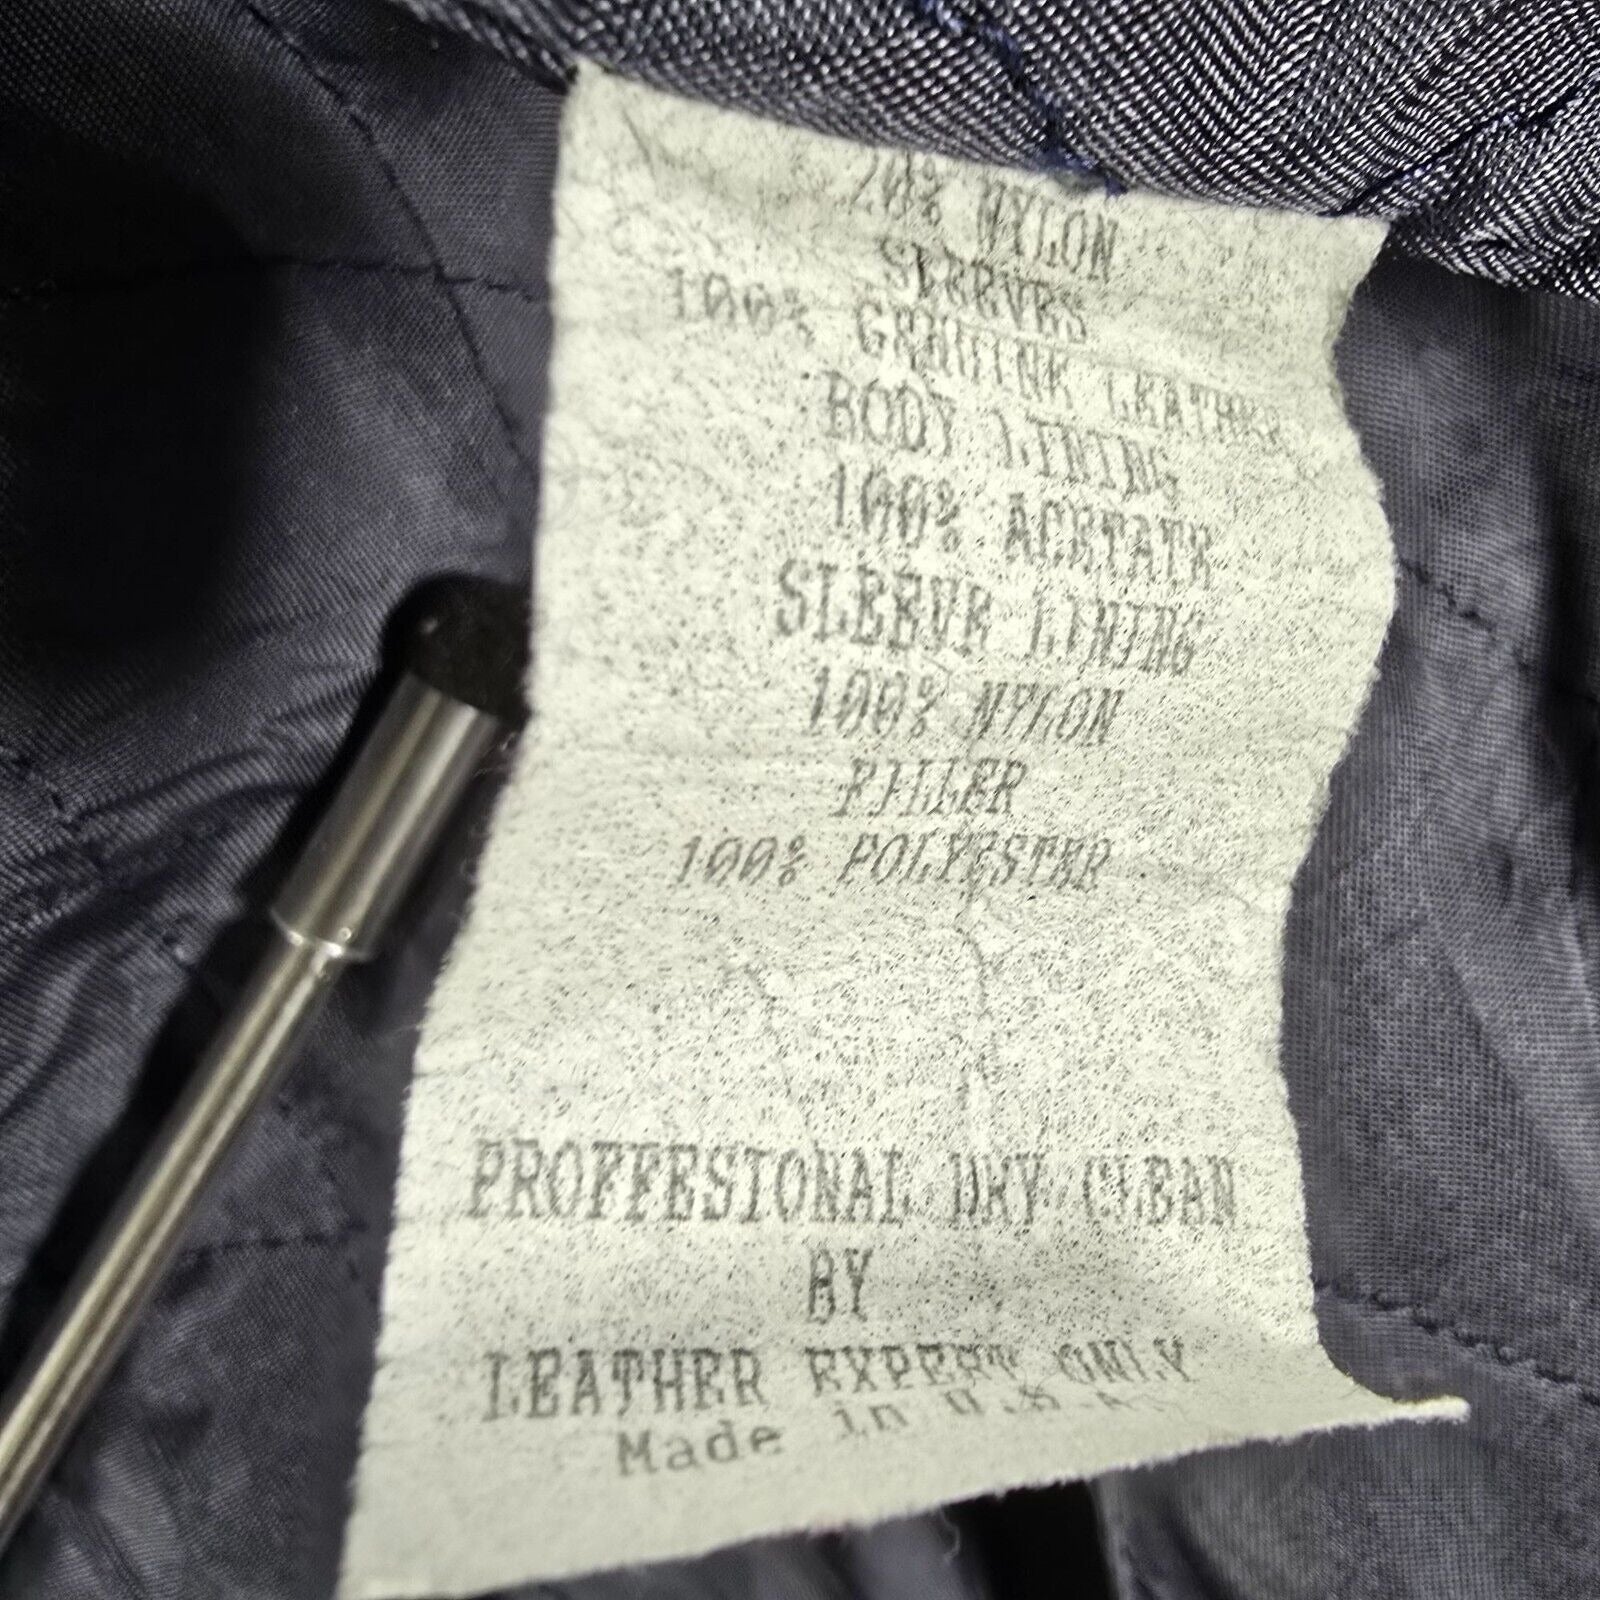 20% NYLON
SLEEVES
100% GENUINE LEATHER
BODY LINING
100% ACETATE
SLEEVE LINING
100% NYLON
FILLER
100% POLYESTER
PROFFESIONAL DRY CLEAN
BY
LEATHER EXPERT ONLY
Made in U.S.A.